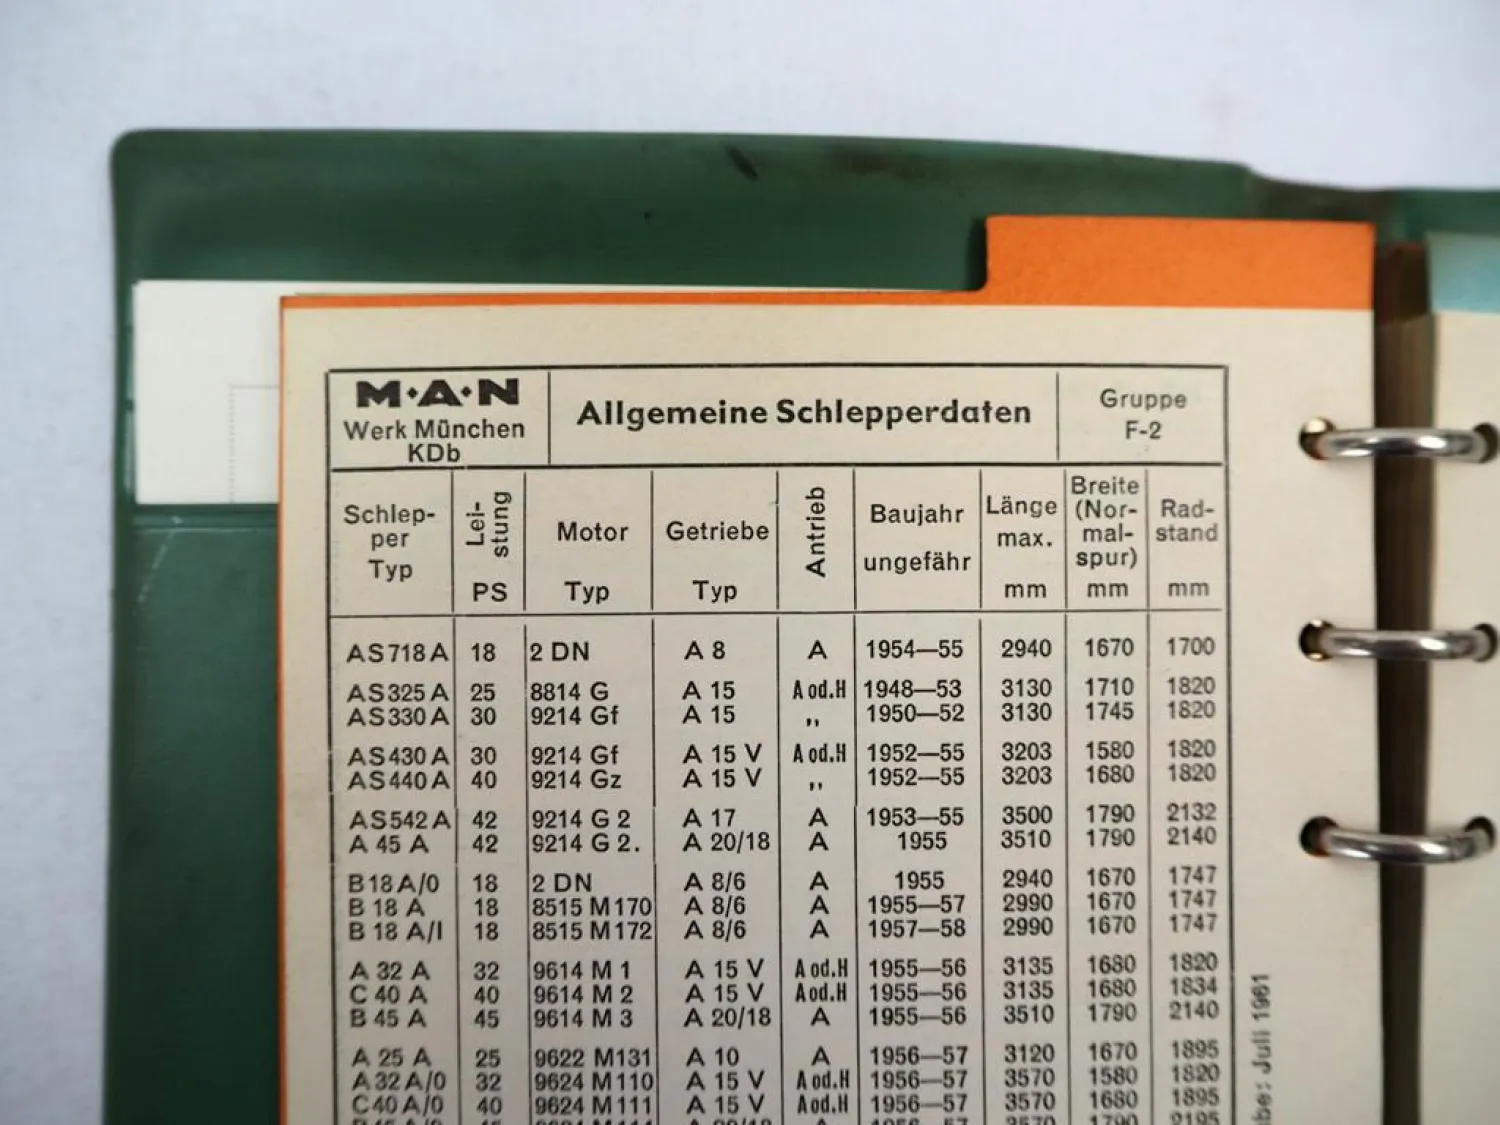 M·A·N
Werk München
KDb
Allgemeine Schlepperdaten
Gruppe
F-2
Schlep-
per
Typ
Lei-
stung
PS
Motor
Typ
Getriebe
Typ
Antrieb
Baujahr
ungefähr
Länge
max.
mm
Breite
(Nor-
mal-
spur)
mm
Rad-
stand
mm
AS718A 18 2 DN A 8 A 1954—55 2940 1670 1700
AS325A 25 8814 G A 15 A od.H 1948—53 3130 1710 1820
AS330A 30 9214 Gf A 15 ,, 1950—52 3130 1745 1820
AS430A 30 9214 Gf A 15 V A od.H 1952—55 3203 1580 1820
AS440A 40 9214 Gz A 15 V ,, 1952—55 3203 1680 1820
AS542A 42 9214 G 2 A 17 A 1953—55 3500 1790 2132
A 45 A 42 9214 G 2. A 20/18 A 1955 3510 1790 2140
B18A/0 18 2 DN A 8/6 A 1955 2940 1670 1747
B 18 A 18 8515 M170 A 8/6 A 1955—57 2990 1670 1747
B 18 A/I 18 8515 M172 A 8/6 A 1957—58 2990 1670 1747
A 32 A 32 9614 M 1 A 15 V A od.H 1955—56 3135 1680 1820
C 40 A 40 9614 M 2 A 15 V A od.H 1955—56 3135 1680 1834
B 45 A 45 9614 M 3 A 20/18 A 1955—56 3510 1790 2140
A 25 A 25 9622 M131 A 10 A 1956—57 3120 1670 1895
A32A/0 32 9624 M110 A 15 V A od.H 1956—57 3570 1580 1820
C40A/0 40 9624 M111 A 15 V A od.H 1956—57 3570 1680 1895
Juli 1961